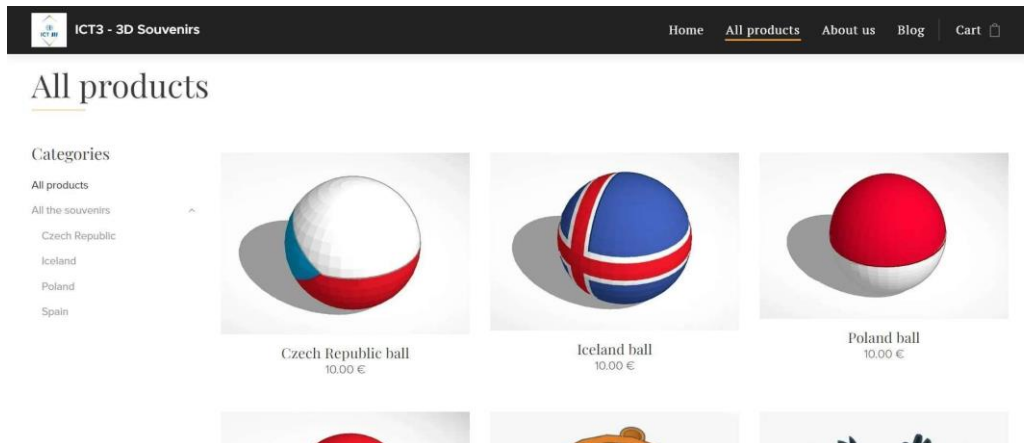 ICT3 - 3D Souvenirs
Home All products About us Blog Cart
All products
Categories
All products
All the souvenirs
Czech Republic
Iceland
Poland
Spain
Czech Republic ball
10.00 €
Iceland ball
10.00 €
Poland ball
10.00 €